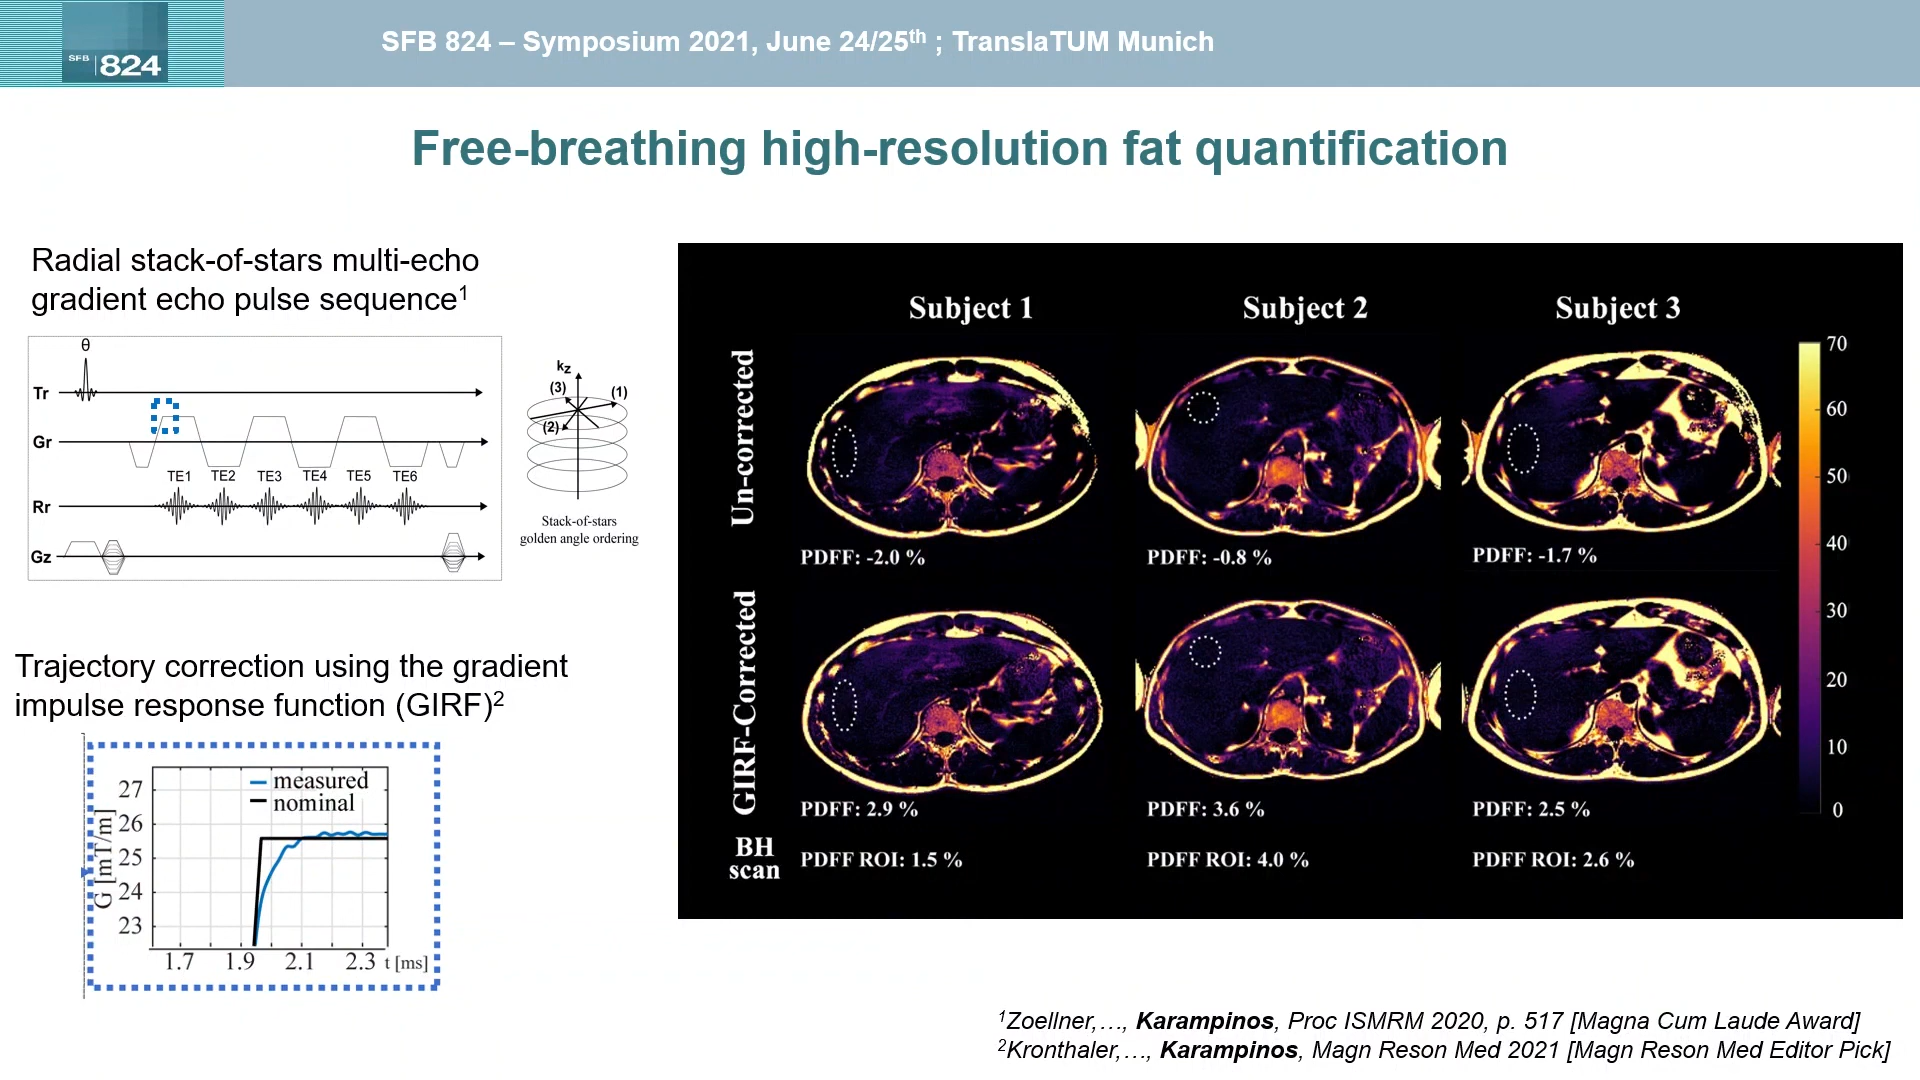 SFB 824
SFB 824 – Symposium 2021, June 24/25th ; TranslaTUM Munich
Free-breathing high-resolution fat quantification
Radial stack-of-stars multi-echo
gradient echo pulse sequence1
θ
Tr
Gr
TE1 TE2 TE3 TE4 TE5 TE6
Rr
Gz
kz
(3)
(1)
(2)
Stack-of-stars
golden angle ordering
Trajectory correction using the gradient
impulse response function (GIRF)2
measured
nominal
27
26
25
24
23
G [mT/m]
1.7 1.9 2.1 2.3 t [ms]
Subject 1 Subject 2 Subject 3
Un-corrected
PDFF: -2.0 % PDFF: -0.8 % PDFF: -1.7 %
GIRF-Corrected
PDFF: 2.9 % PDFF: 3.6 % PDFF: 2.5 %
BH
scan
PDFF ROI: 1.5 % PDFF ROI: 4.0 % PDFF ROI: 2.6 %
70
60
50
40
30
20
10
0
1Zoellner,…, Karampinos, Proc ISMRM 2020, p. 517 [Magna Cum Laude Award]
2Kronthaler,…, Karampinos, Magn Reson Med 2021 [Magn Reson Med Editor Pick]